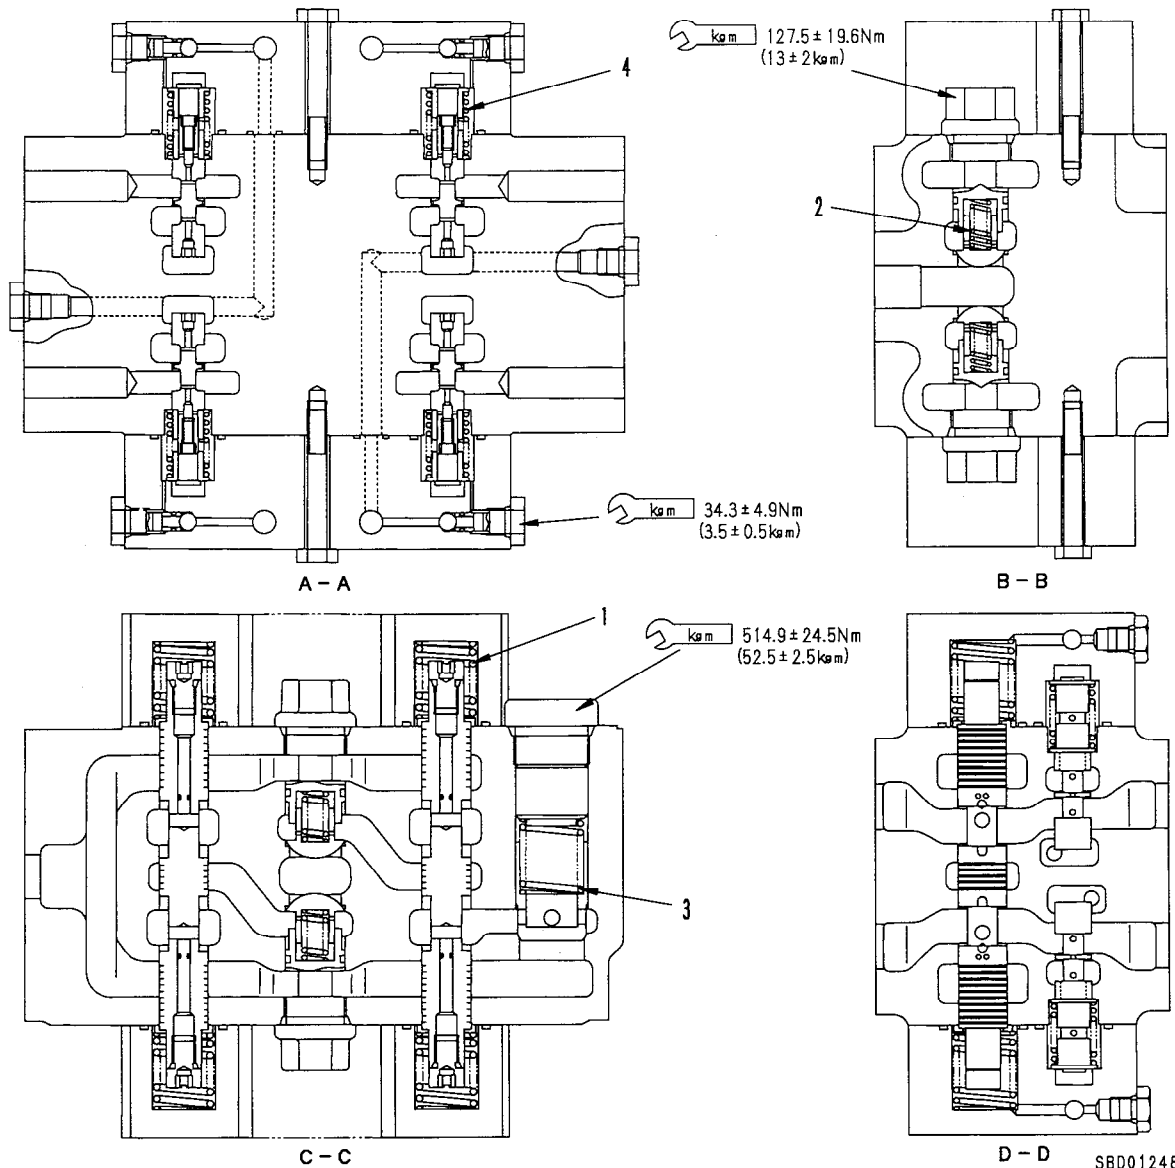 kgm 127.5±19.6Nm
(13±2kgm)
4
2
kgm 34.3±4.9Nm
(3.5±0.5kgm)
A-A
B-B
1
kgm 514.9±24.5Nm
(52.5±2.5kgm)
3
C-C
D-D
SBD01248